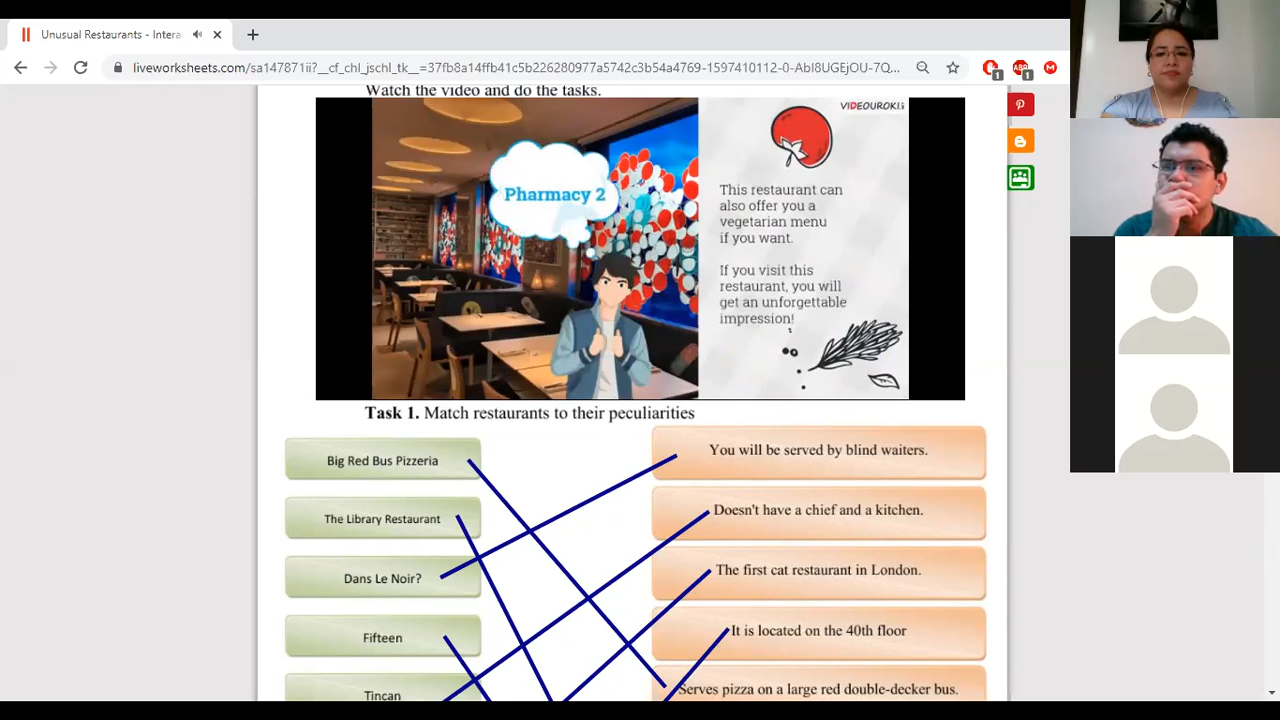 Unusual Restaurants - Intera
liveworksheets.com/sa147871ii?__cf_chl_jschl_tk__=37fb8217fb41c5b226280977a5742c3b54a4769-1597410112-0-AbI8UGEjOU-7Q...
1
ABP
1
M
Watch the video and do the tasks.
VIDEOUROKI.
Pharmacy 2
This restaurant can
also offer you a
vegetarian menu
if you want.
If you visit this
restaurant, you will
get an unforgettable
impression!
Task 1. Match restaurants to their peculiarities
Big Red Bus Pizzeria
You will be served by blind waiters.
The Library Restaurant
Doesn't have a chief and a kitchen.
Dans Le Noir?
The first cat restaurant in London.
Fifteen
It is located on the 40th floor
Tincan
Serves pizza on a large red double-decker bus.